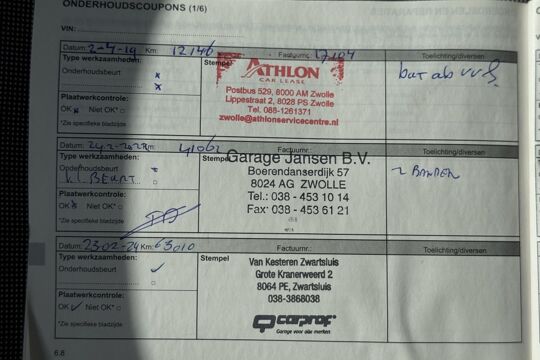 ONDERHOUDSCOUPONS (1/6)
VIN:
Datum: 2-4-19 Km: 12146 Factuurnr.: Toelichting/diversen
Type werkzaamheden: Stempel
Onderhoudsbeurt x
x
ATHLON
CAR LEASE
Postbus 529, 8000 AM Zwolle
Lippestraat 2, 8028 PS Zwolle
Tel. 088-1261371
zwolle@athlonservicecentre.nl
Plaatwerkcontrole:
OK Niet OK*
*Zie specifieke bladzijde
Datum: Km: Factuurnr.: Toelichting/diversen
Type werkzaamheden: Stempel
Onderhoudsbeurt
BEURT
Garage Jansen B.V.
Boerendanserdijk 57
8024 AG ZWOLLE
Tel.: 038 - 453 10 14
Fax: 038 - 453 61 21
2 BANDEN
Plaatwerkcontrole:
OK Niet OK*
*Zie specifieke bladzijde
Datum: 23-02-24 Km: 63010 Factuurnr.: Toelichting/diversen
Type werkzaamheden: Stempel
Onderhoudsbeurt ✓
Van Kesteren Zwartsluis
Grote Kranerweerd 2
8064 PE, Zwartsluis
038-3868038
carprof
Garage voor alle merken
Plaatwerkcontrole:
OK ✓ Niet OK*
*Zie specifieke bladzijde
6.6